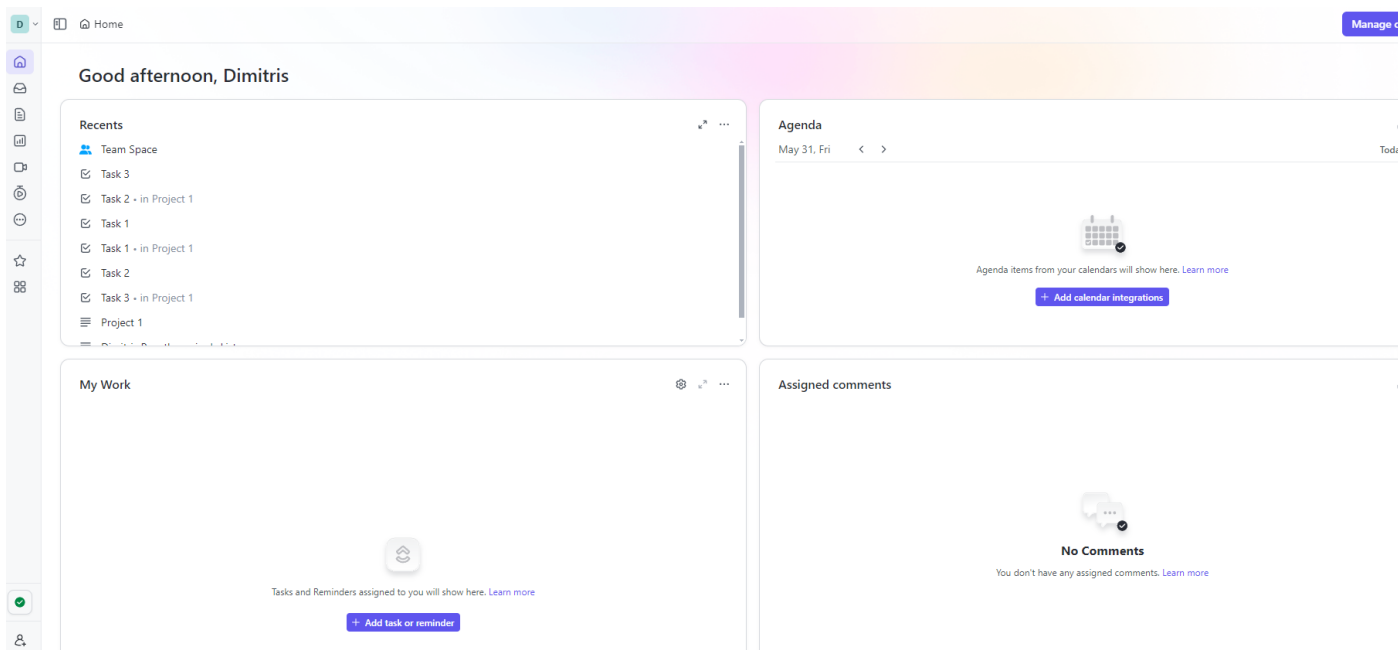 D
Home
Manage
Good afternoon, Dimitris
Recents
Team Space
Task 3
Task 2 • in Project 1
Task 1
Task 1 • in Project 1
Task 2
Task 3 • in Project 1
Project 1
Agenda
May 31, Fri
Agenda items from your calendars will show here. Learn more
+ Add calendar integrations
My Work
Tasks and Reminders assigned to you will show here. Learn more
+ Add task or reminder
Assigned comments
No Comments
You don't have any assigned comments. Learn more